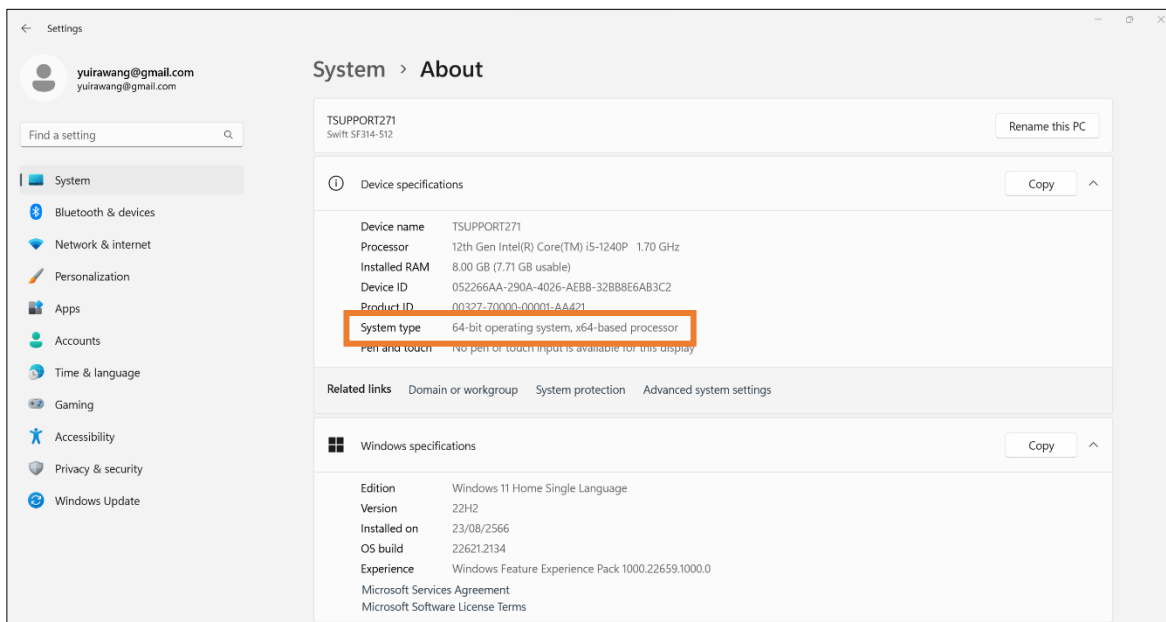 Settings
yuirawang@gmail.com
yuirawang@gmail.com
Find a setting
System
Bluetooth & devices
Network & internet
Personalization
Apps
Accounts
Time & language
Gaming
Accessibility
Privacy & security
Windows Update
System > About
TSUPPORT271
Swift SF314-512
Rename this PC
Device specifications
Copy
Device name TSUPPORT271
Processor 12th Gen Intel(R) Core(TM) i5-1240P 1.70 GHz
Installed RAM 8.00 GB (7.71 GB usable)
Device ID 052266AA-290A-4026-AEBB-32BB8E6AB3C2
Product ID 00327-70000-00001-AA421
System type 64-bit operating system, x64-based processor
Pen and touch No pen or touch input is available for this display
Related links Domain or workgroup System protection Advanced system settings
Windows specifications
Copy
Edition Windows 11 Home Single Language
Version 22H2
Installed on 23/08/2566
OS build 22621.2134
Experience Windows Feature Experience Pack 1000.22659.1000.0
Microsoft Services Agreement
Microsoft Software License Terms